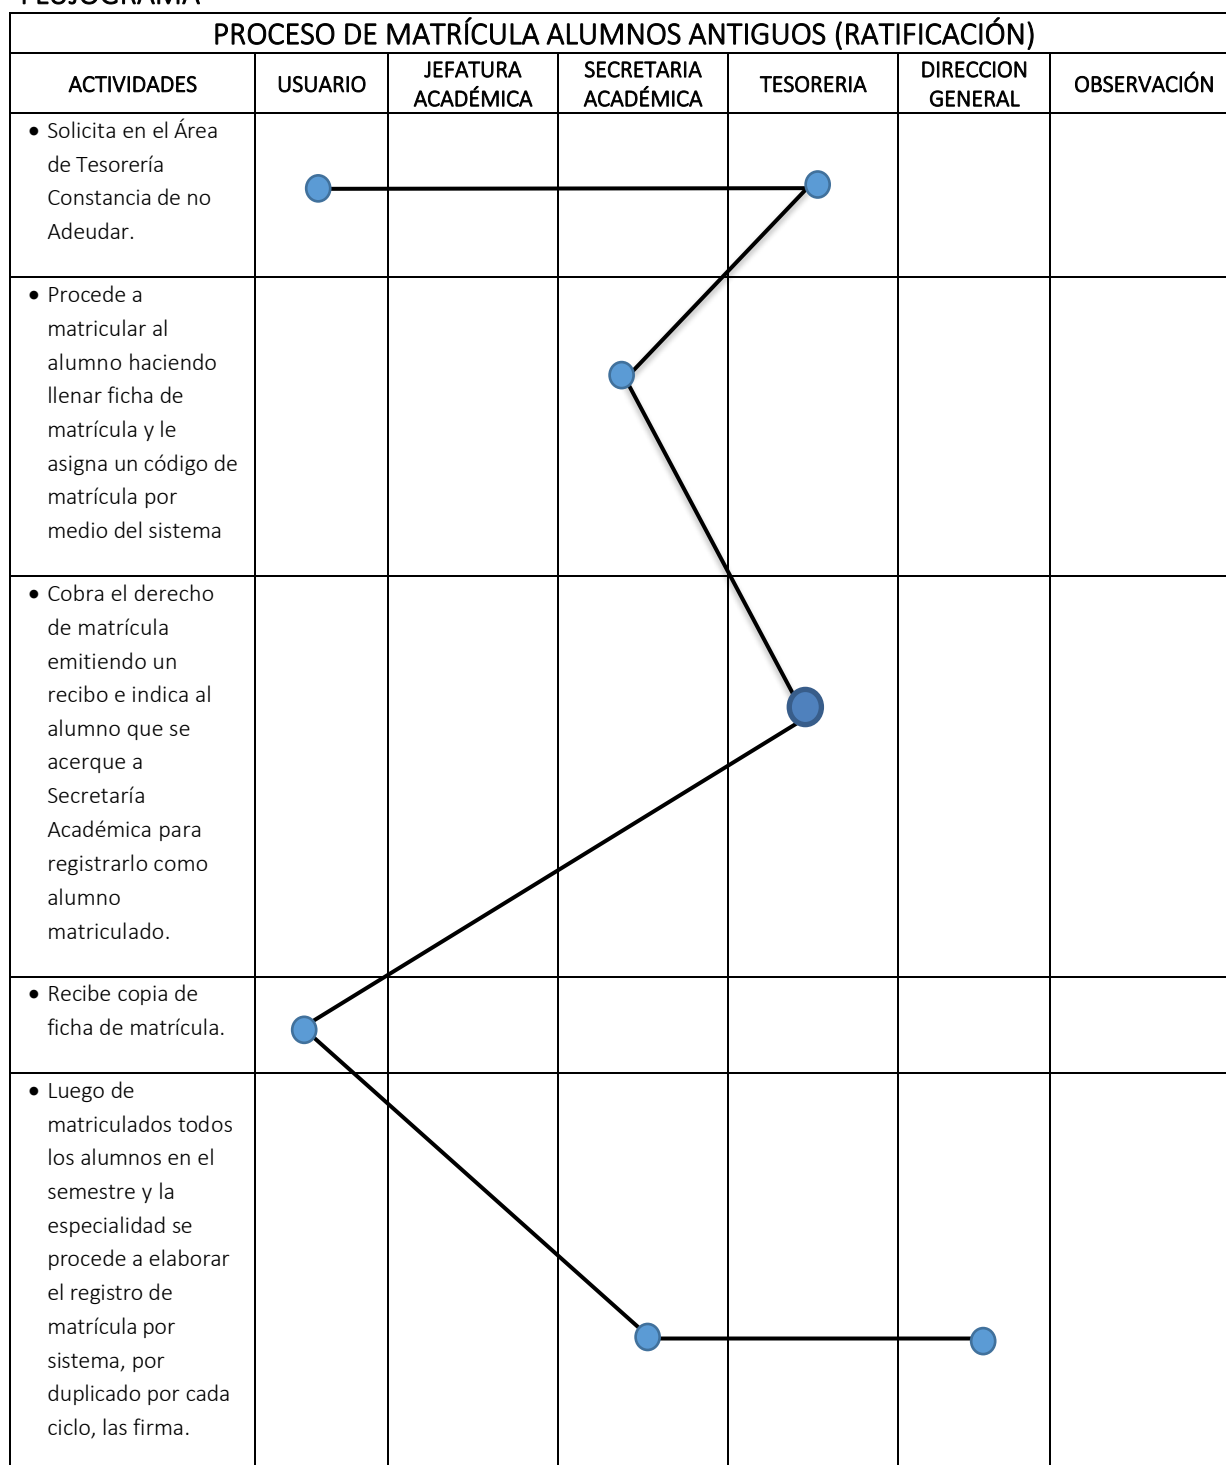 FLUJOGRAMA
PROCESO DE MATRÍCULA ALUMNOS ANTIGUOS (RATIFICACIÓN)
ACTIVIDADES
USUARIO
JEFATURA
ACADÉMICA
SECRETARIA
ACADÉMICA
TESORERIA
DIRECCION
GENERAL
OBSERVACIÓN
• Solicita en el Área
de Tesorería
Constancia de no
Adeudar.
• Procede a
matricular al
alumno haciendo
llenar ficha de
matrícula y le
asigna un código de
matrícula por
medio del sistema
• Cobra el derecho
de matrícula
emitiendo un
recibo e indica al
alumno que se
acerque a
Secretaría
Académica para
registrarlo como
alumno
matriculado.
• Recibe copia de
ficha de matrícula.
• Luego de
matriculados todos
los alumnos en el
semestre y la
especialidad se
procede a elaborar
el registro de
matrícula por
sistema, por
duplicado por cada
ciclo, las firma.